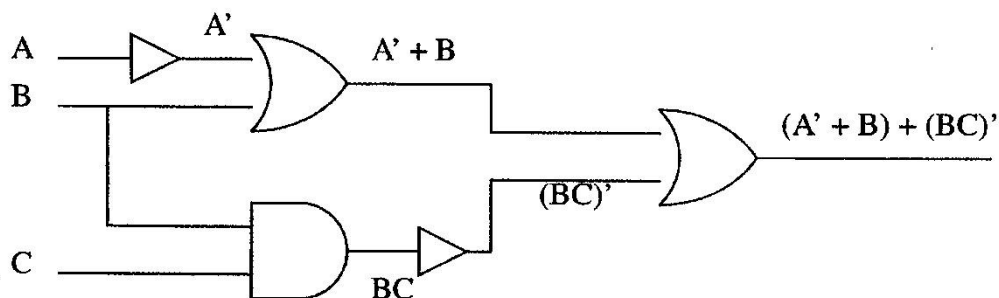 A
A’
A’ + B
B
(A’ + B) + (BC)’
(BC)’
C
BC